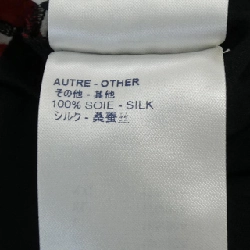 AUTRE - OTHER
その他 - 其他
100% SOIE - SILK
シルク - 桑蚕丝